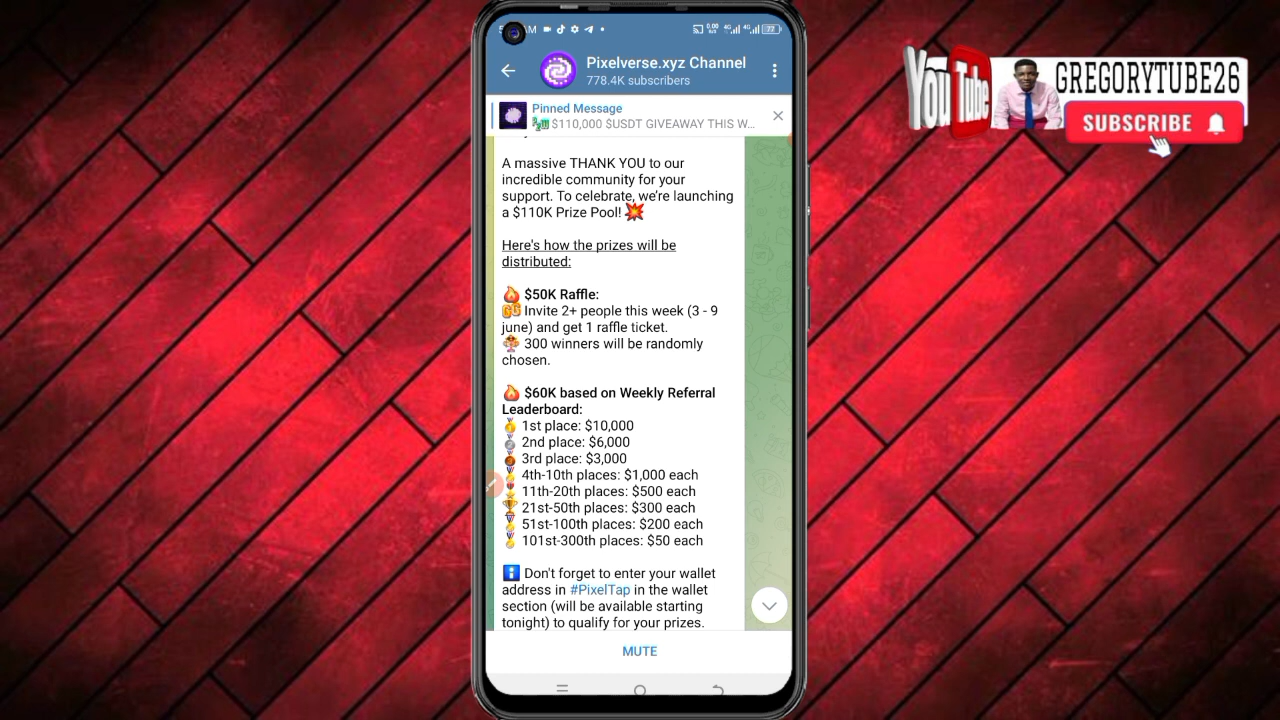 AM
0.00
4G
4G
77
Pixelverse.xyz Channel
778.4K subscribers
Pinned Message
$110,000 $USDT GIVEAWAY THIS W...
A massive THANK YOU to our
incredible community for your
support. To celebrate, we're launching
a $110K Prize Pool!💥
Here's how the prizes will be
distributed:
🔥 $50K Raffle:
Invite 2+ people this week (3 - 9
june) and get 1 raffle ticket.
300 winners will be randomly
chosen.
🔥 $60K based on Weekly Referral
Leaderboard:
1st place: $10,000
2nd place: $6,000
3rd place: $3,000
4th-10th places: $1,000 each
11th-20th places: $500 each
21st-50th places: $300 each
51st-100th places: $200 each
101st-300th places: $50 each
ℹ️ Don't forget to enter your wallet
address in #PixelTap in the wallet
section (will be available starting
tonight) to qualify for your prizes.
MUTE
YouTube
GREGORYTUBE26
SUBSCRIBE